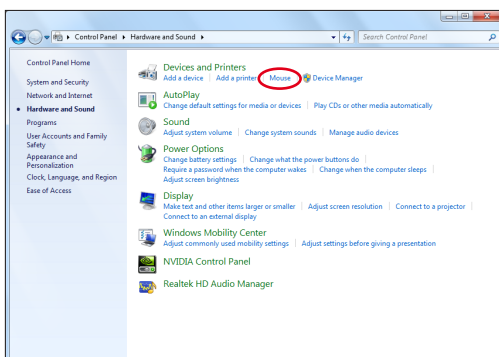 Control Panel Hardware and Sound Search Control Panel
Control Panel Home
System and Security
Network and Internet
Hardware and Sound
Programs
User Accounts and Family
Safety
Appearance and
Personalization
Clock, Language, and Region
Ease of Access
Devices and Printers
Add a device Add a printer Mouse Device Manager
AutoPlay
Change default settings for media or devices Play CDs or other media automatically
Sound
Adjust system volume Change system sounds Manage audio devices
Power Options
Change battery settings Change what the power buttons do
Require a password when the computer wakes Change when the computer sleeps
Adjust screen brightness
Display
Make text and other items larger or smaller Adjust screen resolution Connect to a projector
Connect to an external display
Windows Mobility Center
Adjust commonly used mobility settings Adjust settings before giving a presentation
NVIDIA Control Panel
Realtek HD Audio Manager